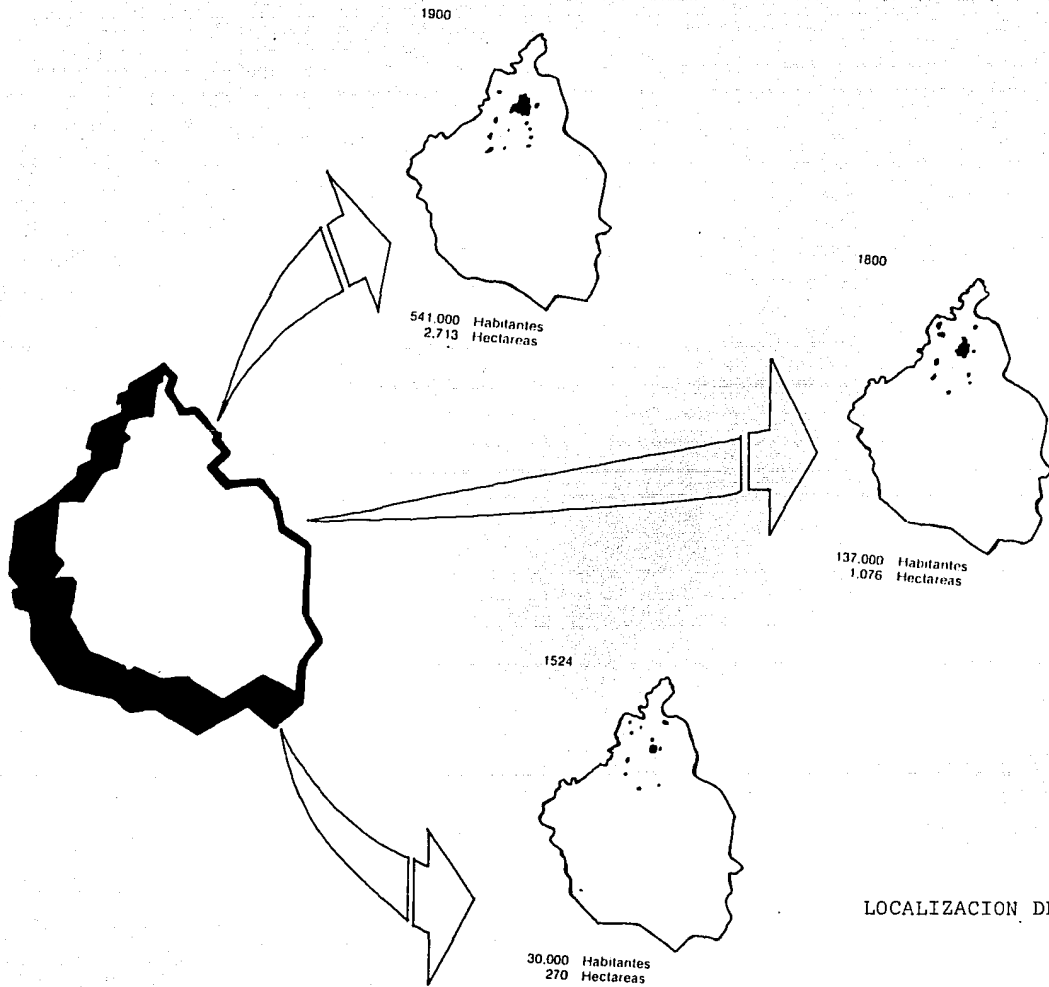 1900
541.000 Habitantes
2.713 Hectareas
1800
137.000 Habitantes
1.076 Hectareas
1524
30.000 Habitantes
270 Hectareas
LOCALIZACION DE